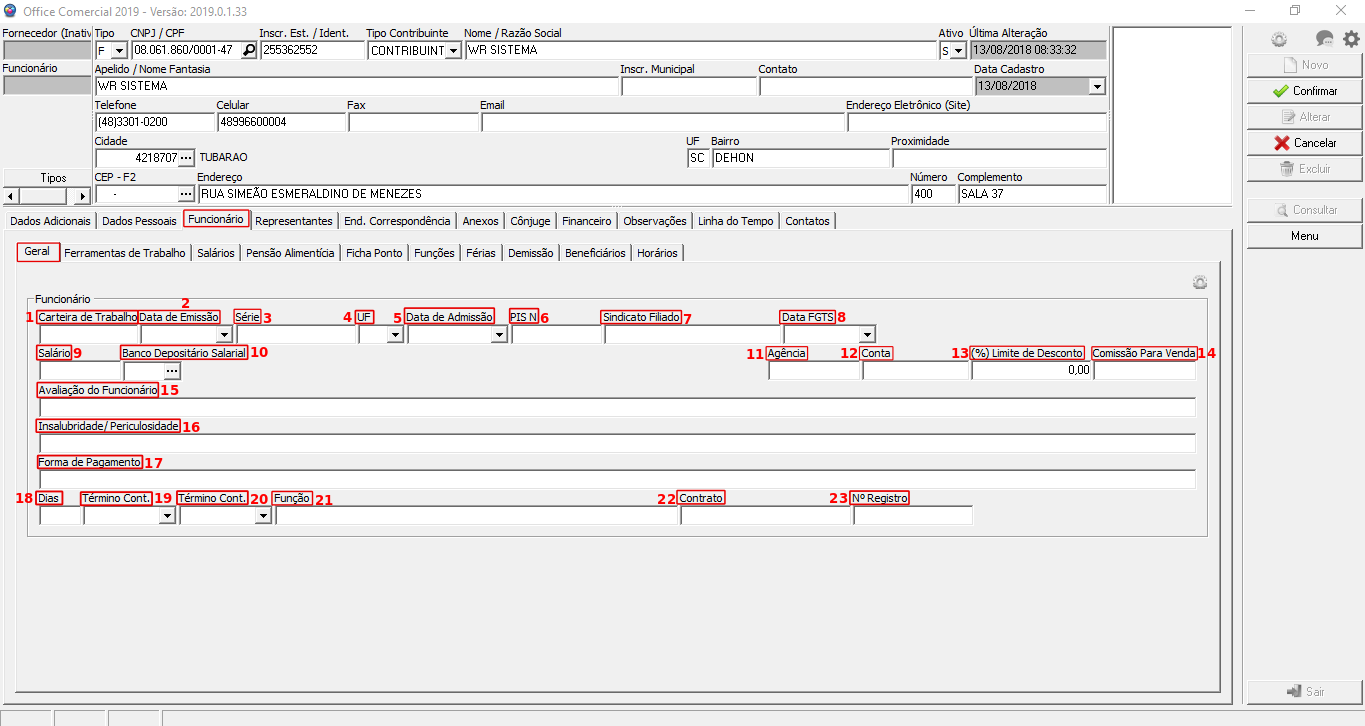 Office Comercial 2019 - Versão: 2019.0.1.33
Fornecedor (Inativ Tipo CNPJ / CPF Inscr. Est. / Ident. Tipo Contribuinte Nome / Razão Social Ativo Última Alteração
F 08.061.860/0001-47 255362552 CONTRIBUINT WR SISTEMA S 13/08/2018 08:33:32
Funcionário Apelido / Nome Fantasia Inscr. Municipal Contato Data Cadastro
WR SISTEMA 13/08/2018
Telefone Celular Fax Email Endereço Eletrônico (Site)
(48)3301-0200 48996600004
Cidade UF Bairro Proximidade
4218707 ... TUBARAO SC DEHON
Tipos CEP - F2 Endereço Número Complemento
- ... RUA SIMEÃO ESMERALDINO DE MENEZES 400 SALA 37
Novo
Confirmar
Alterar
Cancelar
Excluir
Consultar
Menu
Dados Adicionais Dados Pessoais Funcionário Representantes End. Correspondência Anexos Cônjuge Financeiro Observações Linha do Tempo Contatos
Geral Ferramentas de Trabalho Salários Pensão Alimentícia Ficha Ponto Funções Férias Demissão Beneficiários Horários
Funcionário
1 Carteira de Trabalho Data de Emissão 2 Série 3 4 UF 5 Data de Admissão PIS N 6 Sindicato Filiado 7 Data FGTS 8
Salário 9 Banco Depositário Salarial 10 11 Agência 12 Conta 13 (%) Limite de Desconto Comissão Para Venda 14
... 0,00
Avaliação do Funcionário 15
Insalubridade/ Periculosidade 16
Forma de Pagamento 17
18 Dias Término Cont. 19 Término Cont. 20 Função 21 22 Contrato 23 Nº Registro
Sair